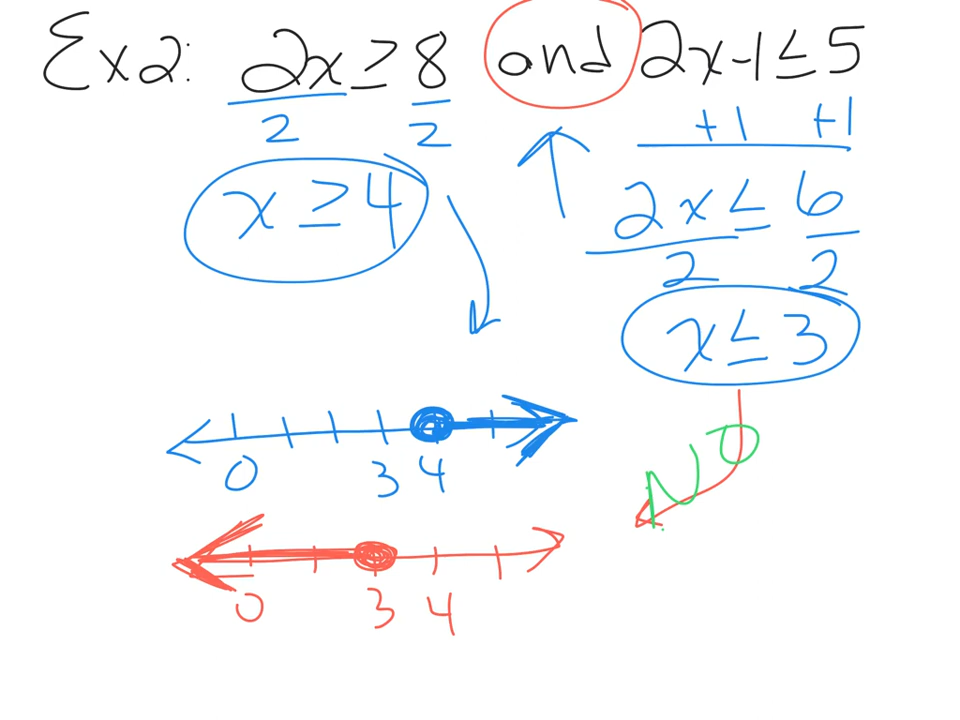 Ex2: 2x ≥ 8 and 2x-1 ≤ 5
2 2 +1 +1
x ≥ 4 2x ≤ 6
2 2
x ≤ 3
0 3 4
NO
0 3 4